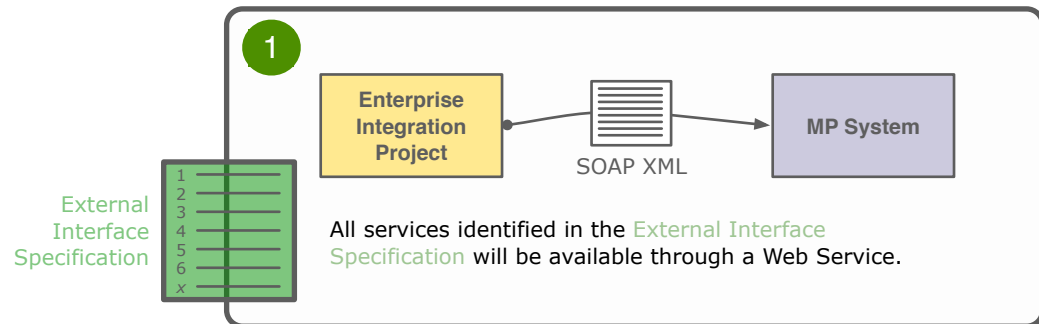 1
Enterprise
Integration
Project
SOAP XML
MP System
External
Interface
Specification
1
2
3
4
5
6
x
All services identified in the External Interface
Specification will be available through a Web Service.